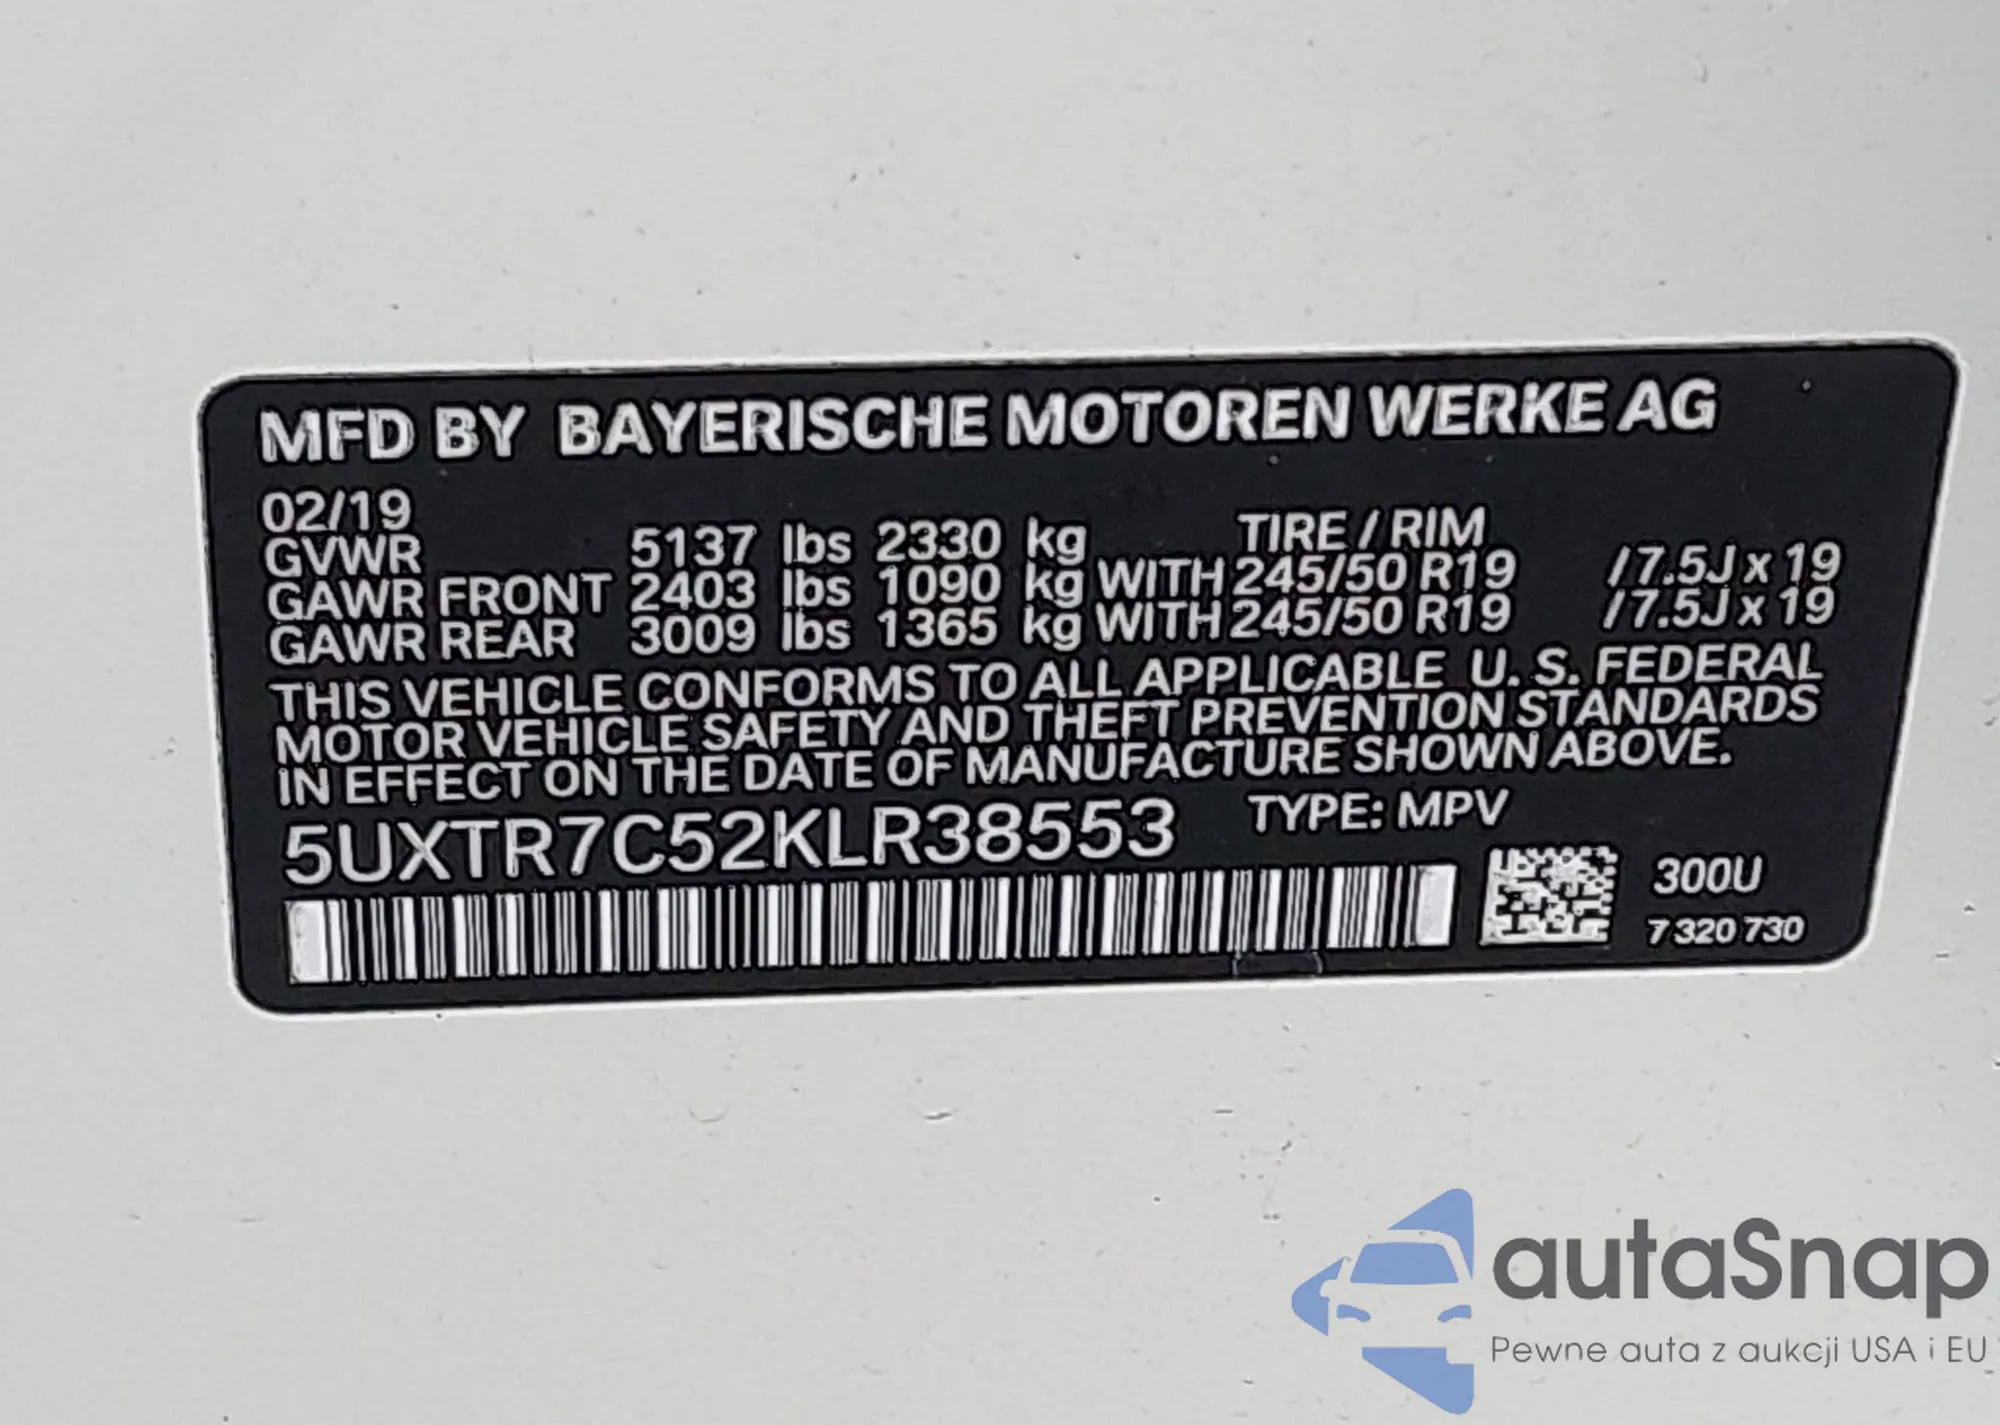 MFD BY BAYERISCHE MOTOREN WERKE AG
02/19 TIRE / RIM
GVWR 5137 lbs 2330 kg
GAWR FRONT 2403 lbs 1090 kg WITH 245/50 R19 / 7.5J x 19
GAWR REAR 3009 lbs 1365 kg WITH 245/50 R19 / 7.5J x 19
THIS VEHICLE CONFORMS TO ALL APPLICABLE U. S. FEDERAL
MOTOR VEHICLE SAFETY AND THEFT PREVENTION STANDARDS
IN EFFECT ON THE DATE OF MANUFACTURE SHOWN ABOVE.
5UXTR7C52KLR38553 TYPE: MPV
300U
7 320 730
autaSnap
Pewne auta z aukcji USA i EU